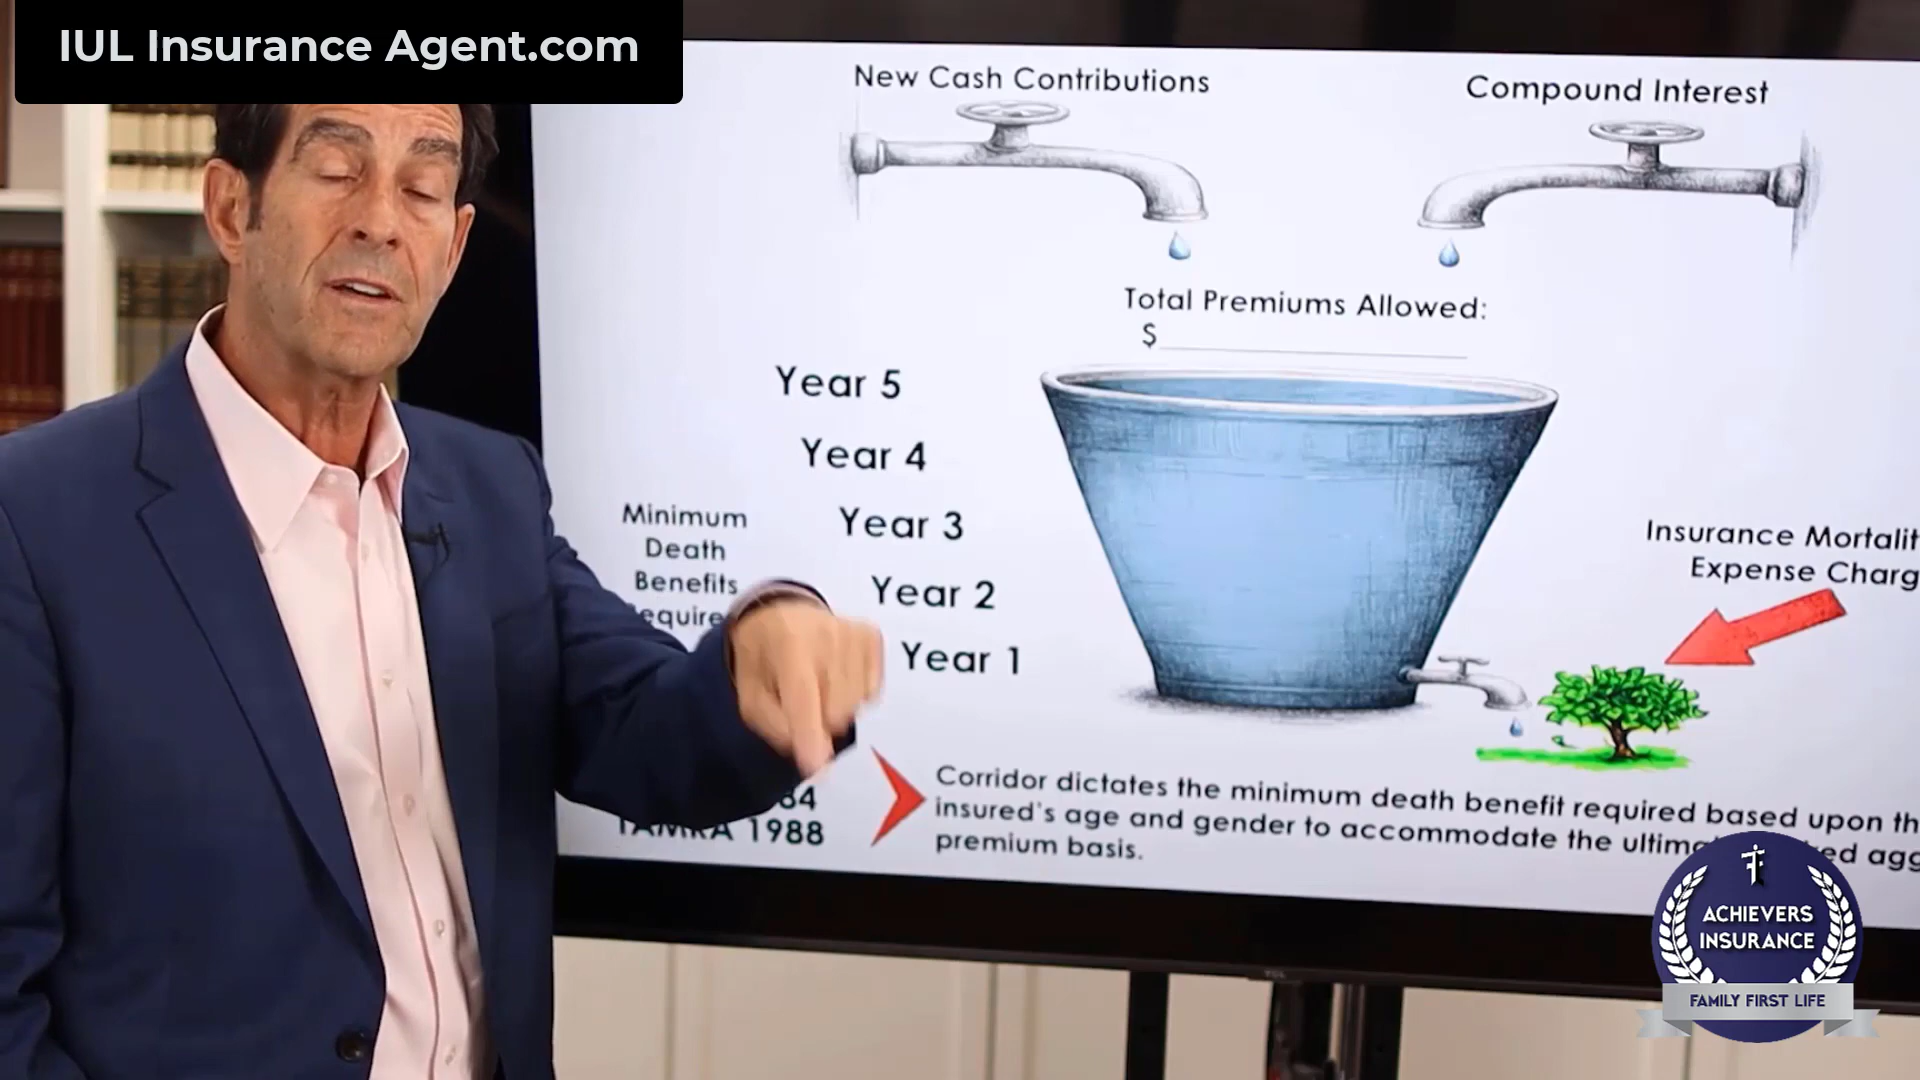 IUL Insurance Agent.com
New Cash Contributions
Compound Interest
Total Premiums Allowed:
$
Year 5
Year 4
Year 3
Year 2
Year 1
Minimum
Death
Benefits
Insurance Mortalit
Expense Charg
84
TAMRA 1988
Corridor dictates the minimum death benefit required based upon th
insured's age and gender to accommodate the
premium basis.
ACHIEVERS
INSURANCE
FAMILY FIRST LIFE